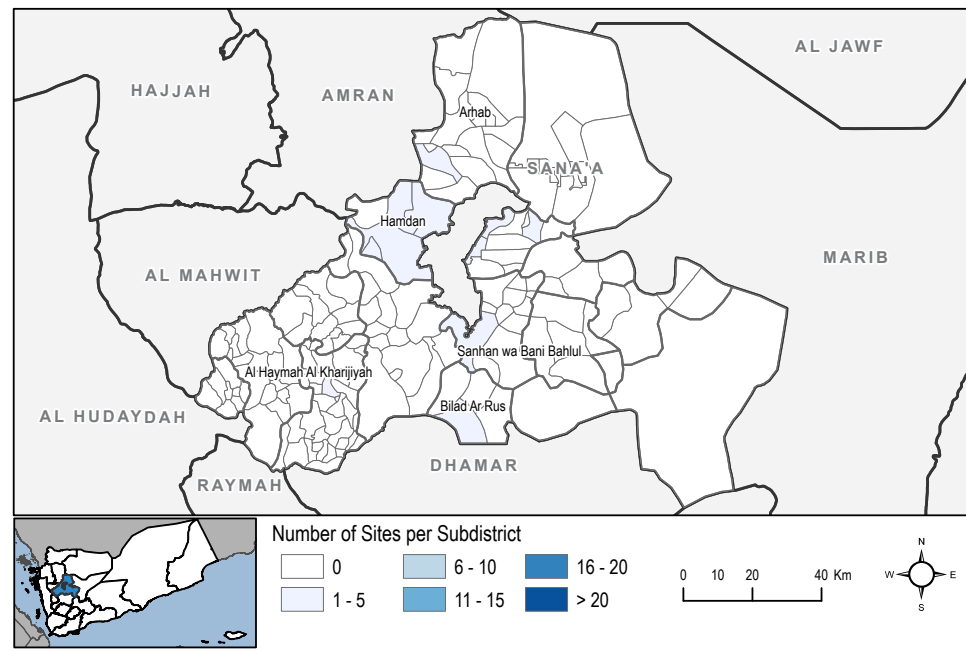 AL JAWF
HAJJAH
AMRAN
Arhab
SANA'A
Hamdan
MARIB
AL MAHWIT
Sanhan wa Bani Bahlul
Al Haymah Al Kharijiyah
Bilad Ar Rus
AL HUDAYDAH
DHAMAR
RAYMAH
Number of Sites per Subdistrict
0
6 - 10
16 - 20
1 - 5
11 - 15
> 20
0 10 20 40 Km
N
W E
S